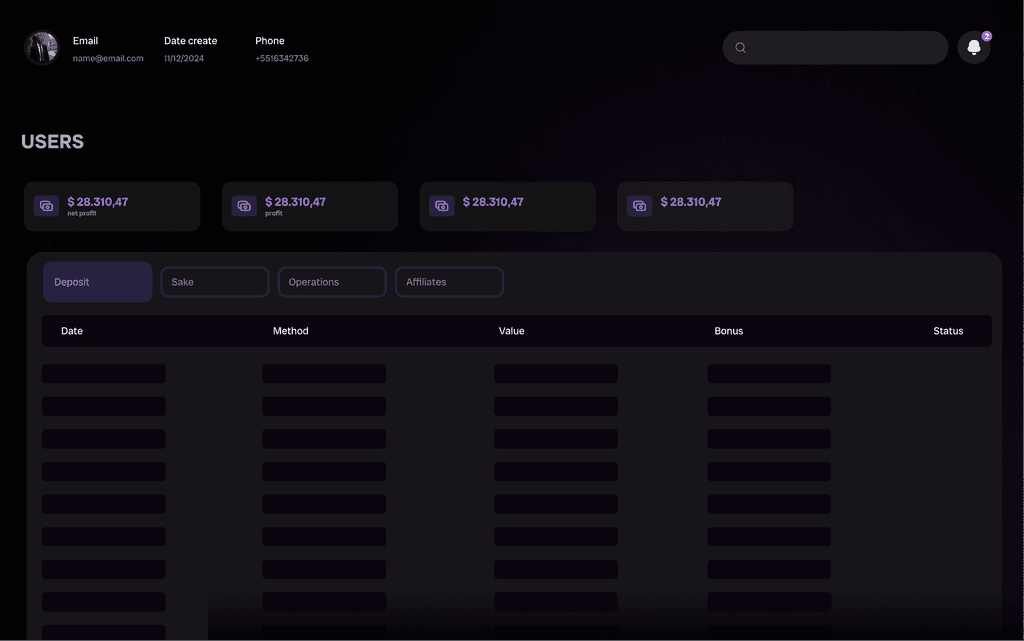 Email
Date create
Phone
name@email.com
11/12/2024
+5516342736
2
USERS
$ 28.310,47
net profit
$ 28.310,47
profit
$ 28.310,47
$ 28.310,47
Deposit
Sake
Operations
Affiliates
Date
Method
Value
Bonus
Status